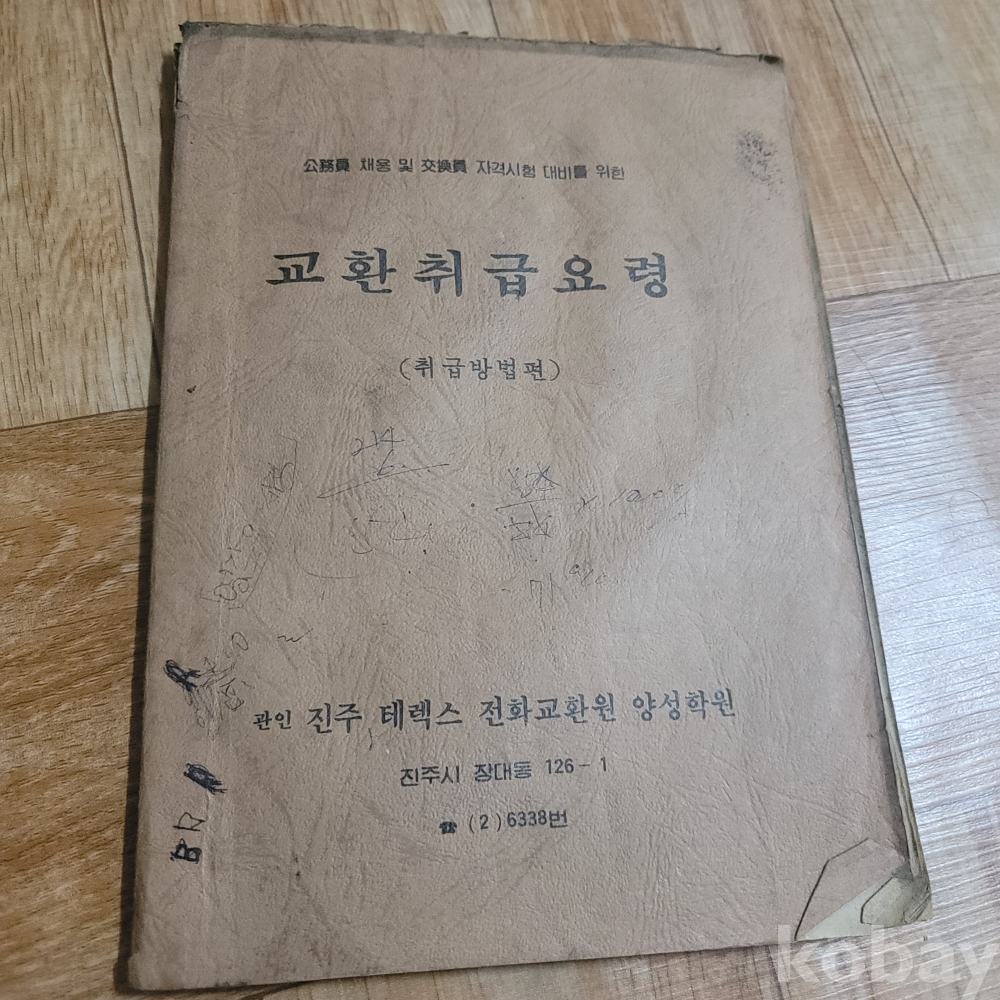 公務員 채용 및 交換員 자격시험 대비를 위한
교환취급요령
(취급방법편)
214
관인 진주 테렉스 전화교환원 양성학원
진주시 장대동 126-1
☎ (2) 6338번
kobay